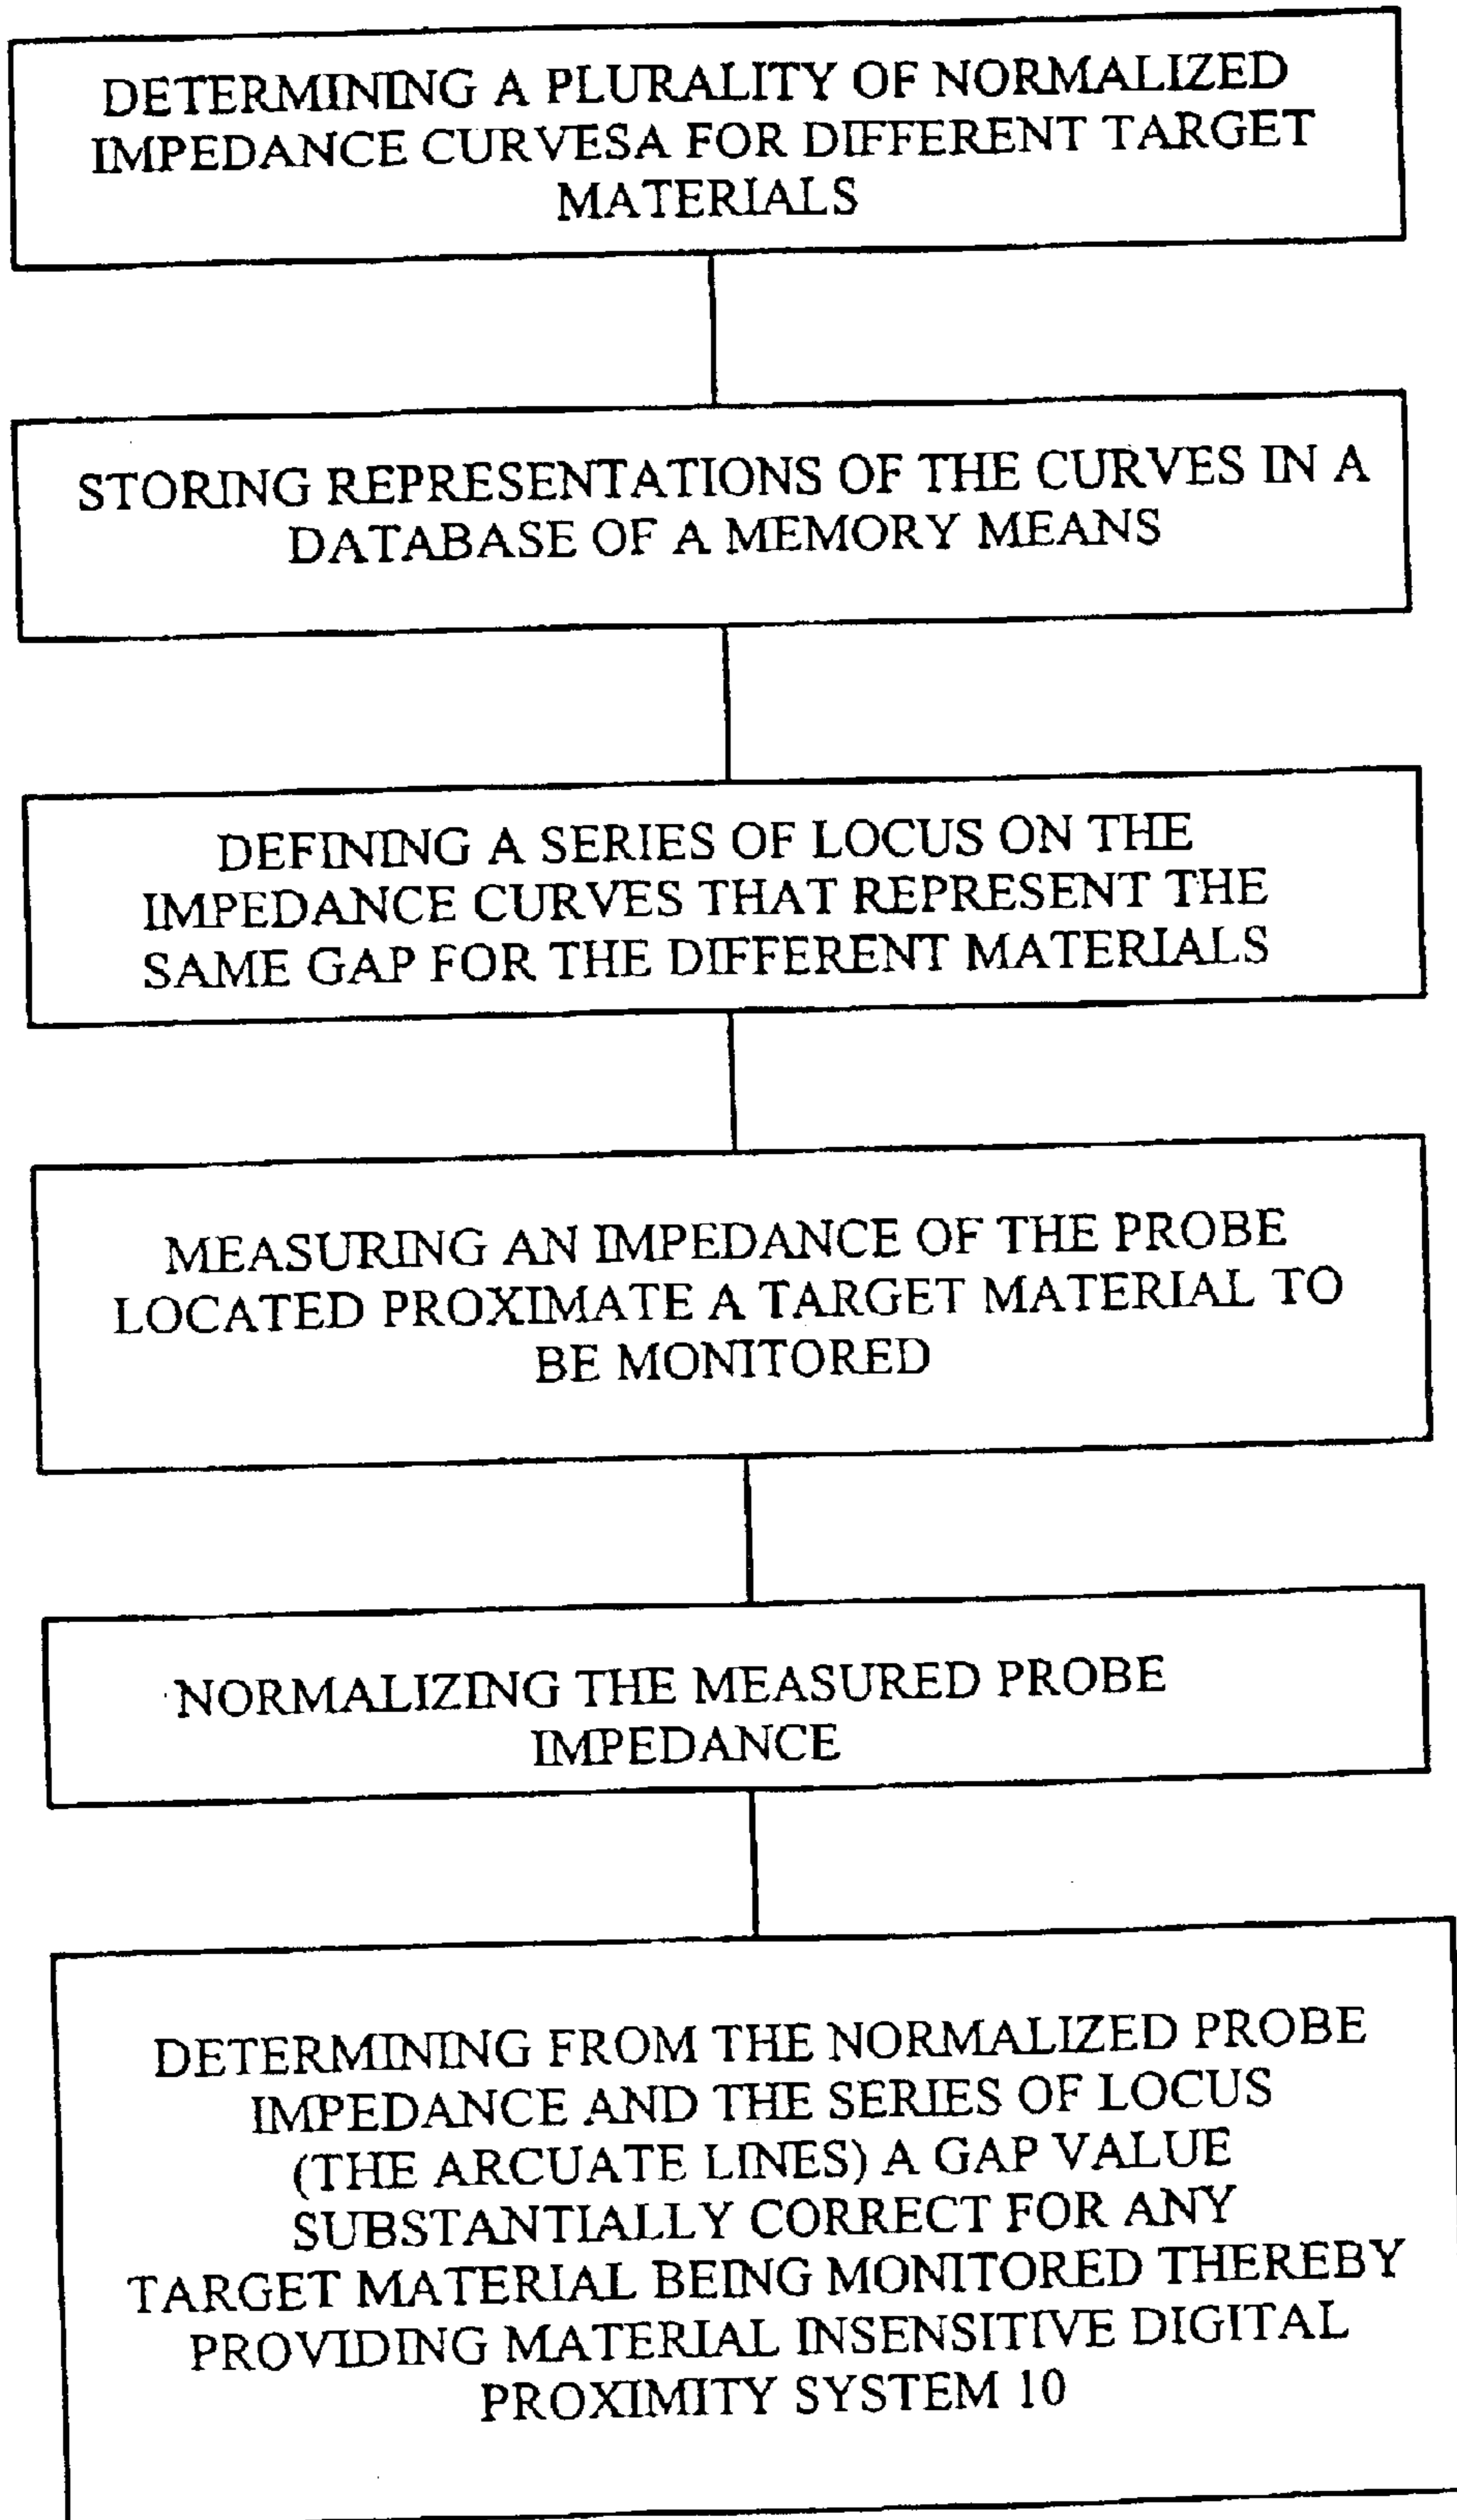 DETERMINING A PLURALITY OF NORMALIZED
IMPEDANCE CURVESA FOR DIFFERENT TARGET
MATERIALS
STORING REPRESENTATIONS OF THE CURVES IN A
DATABASE OF A MEMORY MEANS
DEFINING A SERIES OF LOCUS ON THE
IMPEDANCE CURVES THAT REPRESENT THE
SAME GAP FOR THE DIFFERENT MATERIALS
MEASURING AN IMPEDANCE OF THE PROBE
LOCATED PROXIMATE A TARGET MATERIAL TO
BE MONITORED
NORMALIZING THE MEASURED PROBE
IMPEDANCE
DETERMINING FROM THE NORMALIZED PROBE
IMPEDANCE AND THE SERIES OF LOCUS
(THE ARCUATE LINES) A GAP VALUE
SUBSTANTIALLY CORRECT FOR ANY
TARGET MATERIAL BEING MONITORED THEREBY
PROVIDING MATERIAL INSENSITIVE DIGITAL
PROXIMITY SYSTEM 10